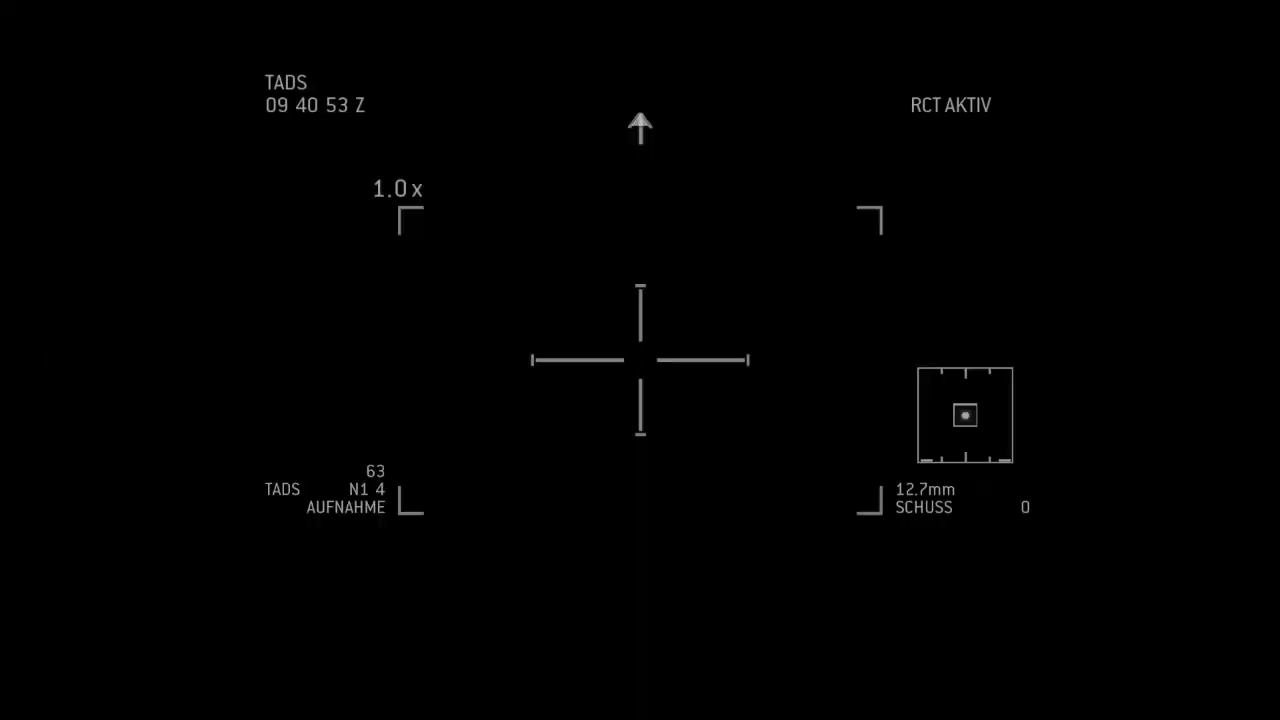 TADS
09 40 53 Z
RCT AKTIV
1.0 x
63
TADS N1 4
AUFNAHME
12.7mm
SCHUSS 0